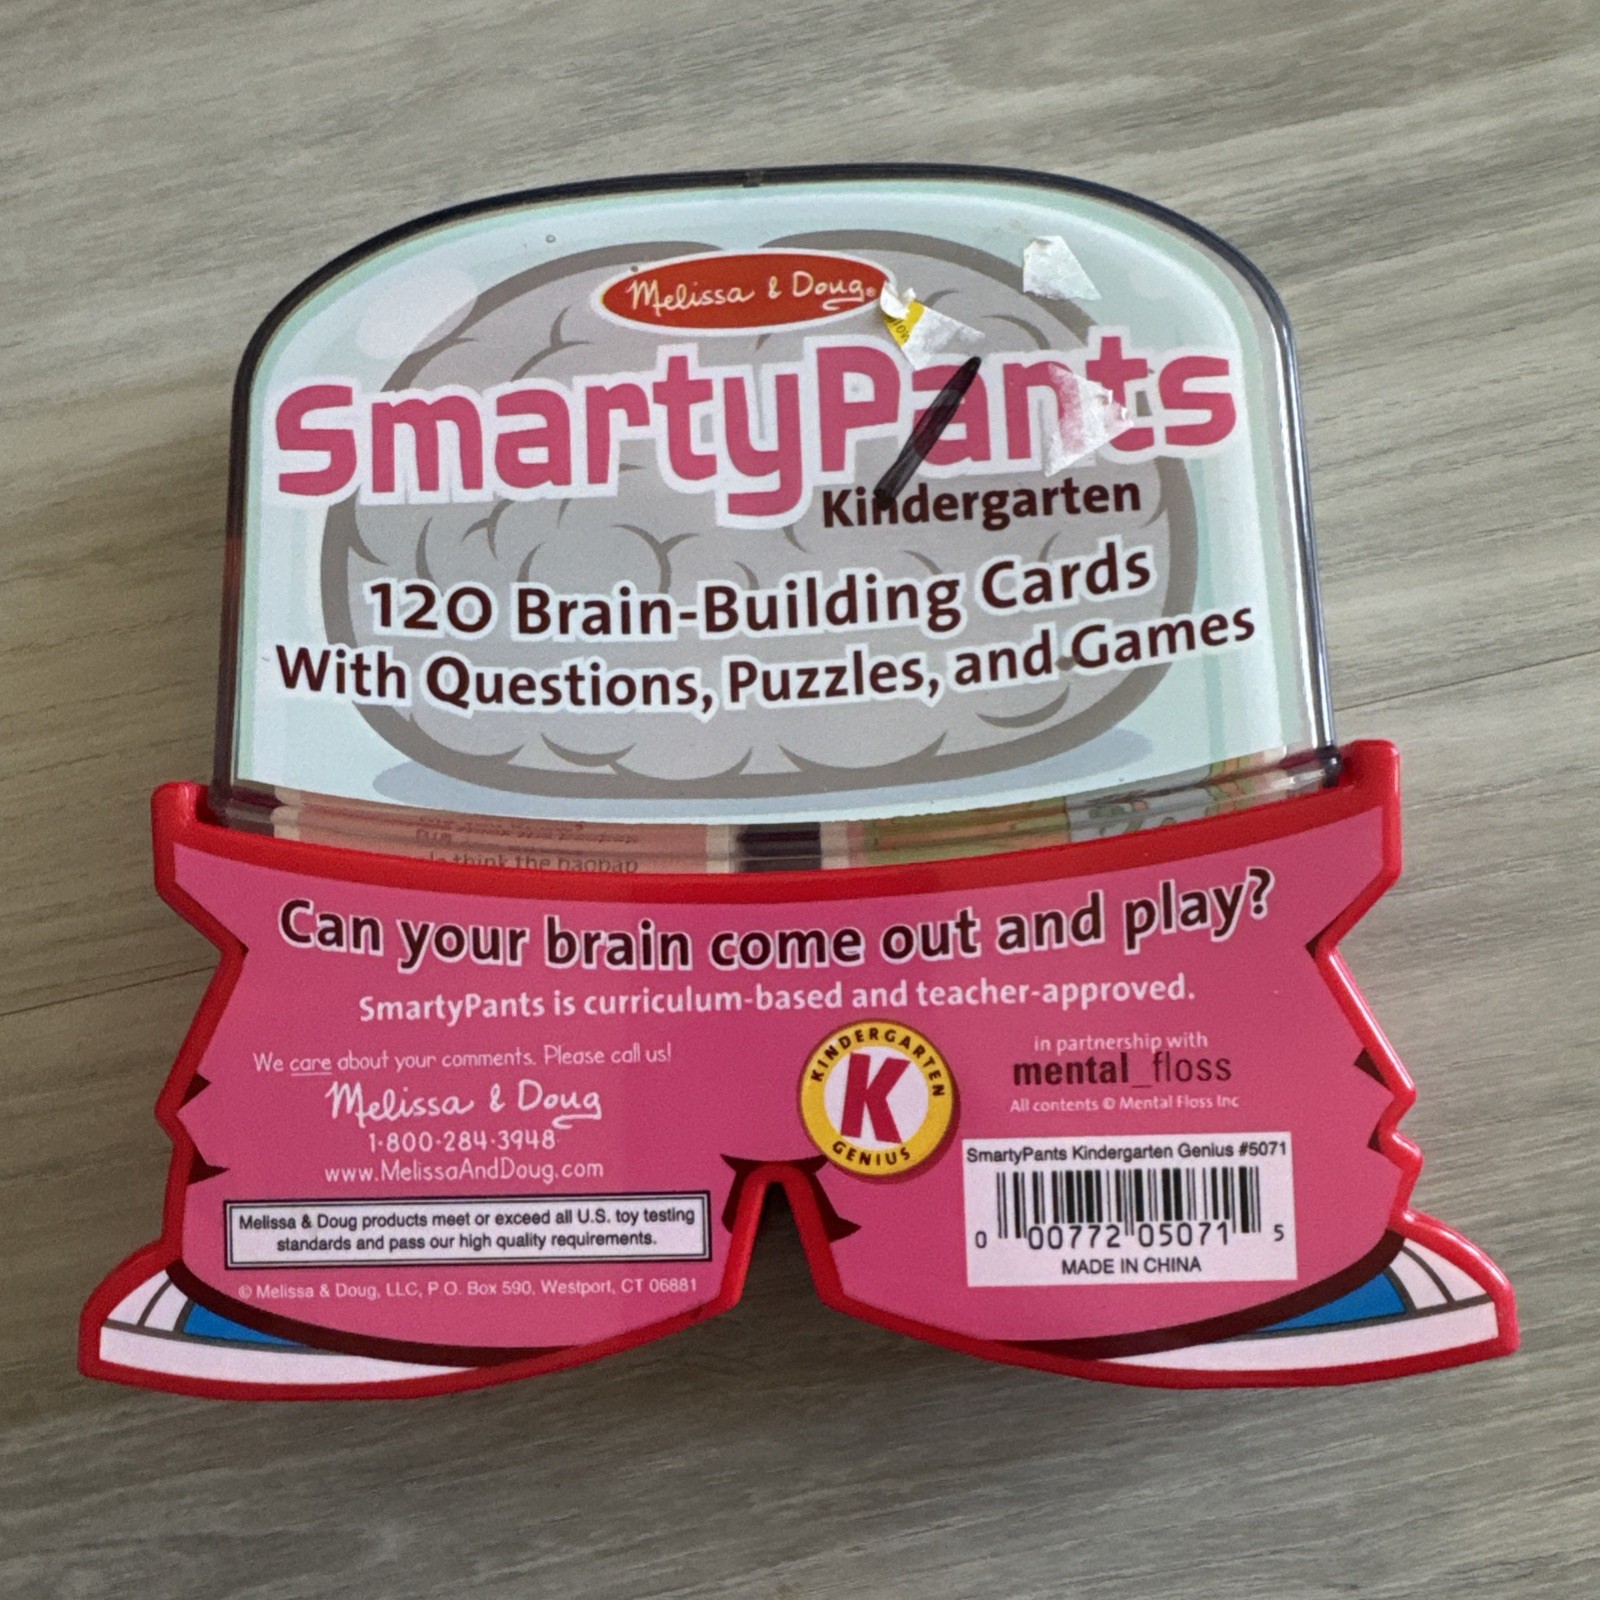 Melissa & Doug®
SmartyPants
Kindergarten
120 Brain-Building Cards
With Questions, Puzzles, and Games
think the baobab
Can your brain come out and play?
SmartyPants is curriculum-based and teacher-approved.
We care about your comments. Please call us!
Melissa & Doug
1-800-284-3948
www.MelissaAndDoug.com
Melissa & Doug products meet or exceed all U.S. toy testing
standards and pass our high quality requirements.
© Melissa & Doug, LLC, P.O. Box 590, Westport, CT 06881
KINDERGARTEN
K
GENIUS
in partnership with
mental_floss
All contents © Mental Floss Inc
SmartyPants Kindergarten Genius #5071
0 00772 05071 5
MADE IN CHINA